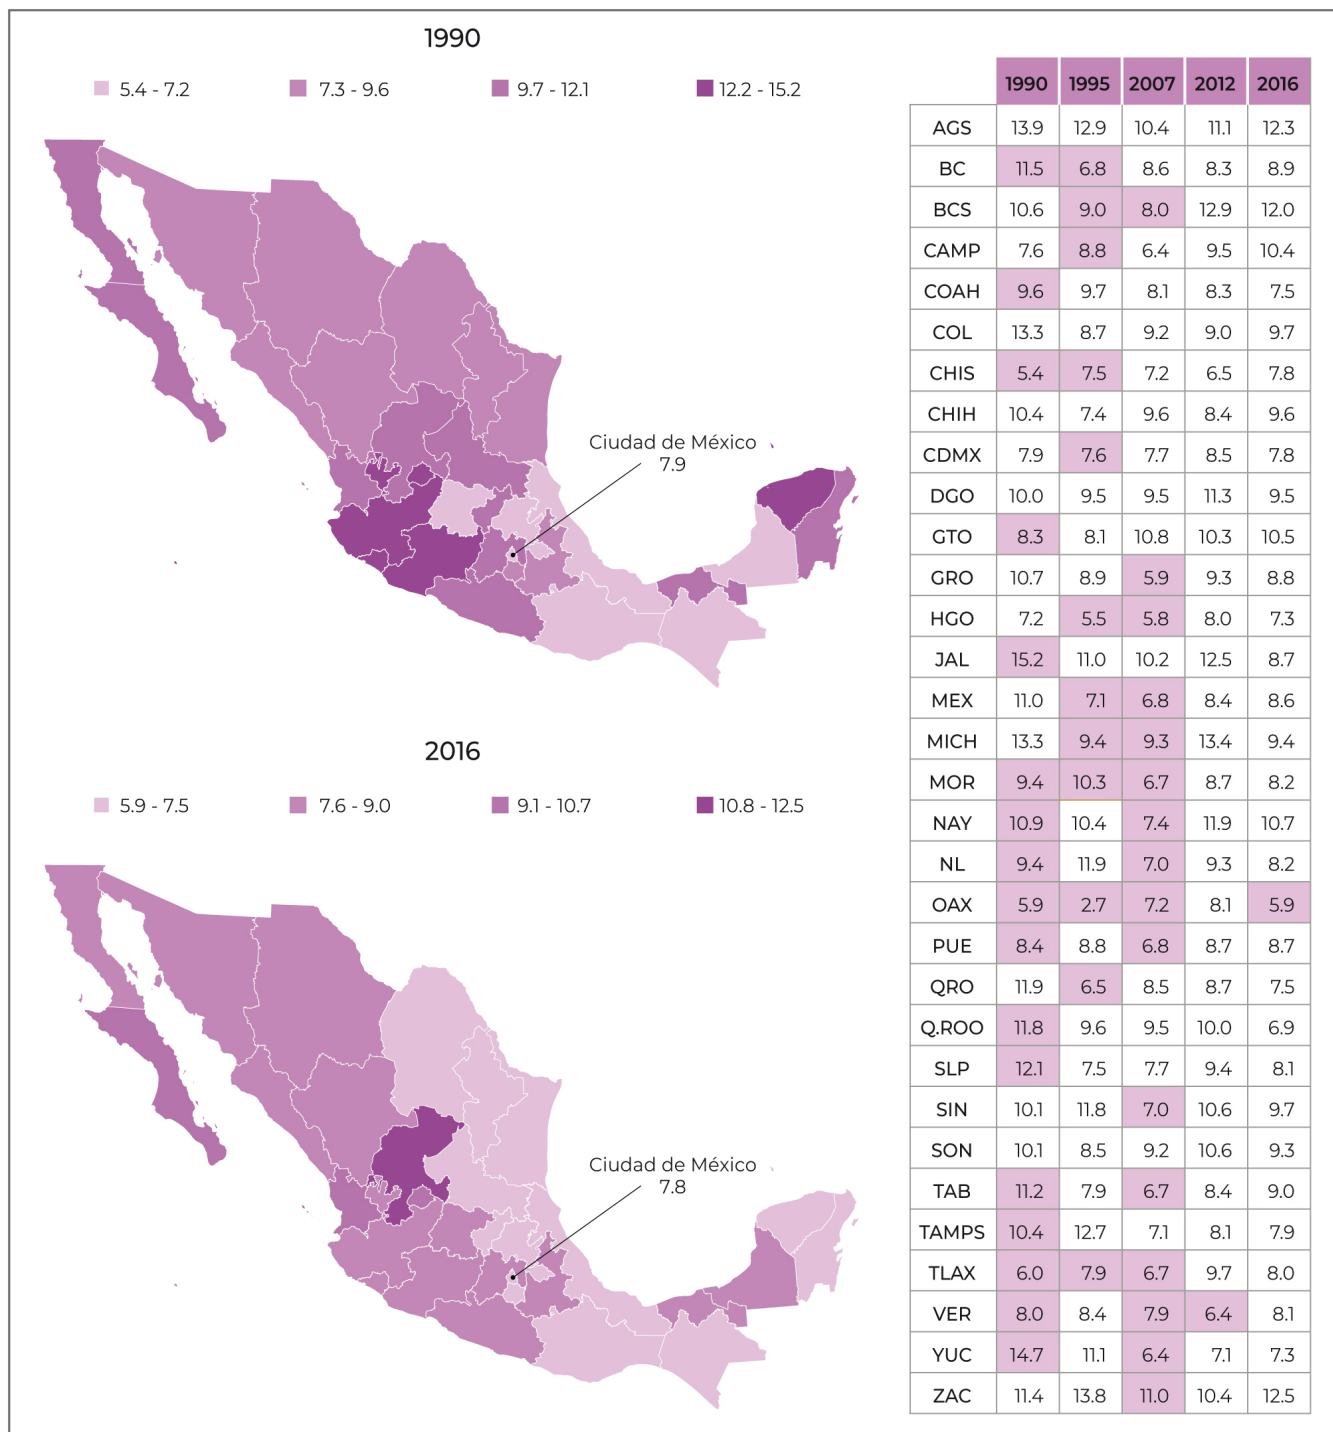 1990
5.4 - 7.2
7.3 - 9.6
9.7 - 12.1
12.2 - 15.2
Ciudad de México
7.9
2016
5.9 - 7.5
7.6 - 9.0
9.1 - 10.7
10.8 - 12.5
Ciudad de México
7.8
1990 1995 2007 2012 2016
AGS 13.9 12.9 10.4 11.1 12.3
BC 11.5 6.8 8.6 8.3 8.9
BCS 10.6 9.0 8.0 12.9 12.0
CAMP 7.6 8.8 6.4 9.5 10.4
COAH 9.6 9.7 8.1 8.3 7.5
COL 13.3 8.7 9.2 9.0 9.7
CHIS 5.4 7.5 7.2 6.5 7.8
CHIH 10.4 7.4 9.6 8.4 9.6
CDMX 7.9 7.6 7.7 8.5 7.8
DGO 10.0 9.5 9.5 11.3 9.5
GTO 8.3 8.1 10.8 10.3 10.5
GRO 10.7 8.9 5.9 9.3 8.8
HGO 7.2 5.5 5.8 8.0 7.3
JAL 15.2 11.0 10.2 12.5 8.7
MEX 11.0 7.1 6.8 8.4 8.6
MICH 13.3 9.4 9.3 13.4 9.4
MOR 9.4 10.3 6.7 8.7 8.2
NAY 10.9 10.4 7.4 11.9 10.7
NL 9.4 11.9 7.0 9.3 8.2
OAX 5.9 2.7 7.2 8.1 5.9
PUE 8.4 8.8 6.8 8.7 8.7
QRO 11.9 6.5 8.5 8.7 7.5
Q.ROO 11.8 9.6 9.5 10.0 6.9
SLP 12.1 7.5 7.7 9.4 8.1
SIN 10.1 11.8 7.0 10.6 9.7
SON 10.1 8.5 9.2 10.6 9.3
TAB 11.2 7.9 6.7 8.4 9.0
TAMPS 10.4 12.7 7.1 8.1 7.9
TLAX 6.0 7.9 6.7 9.7 8.0
VER 8.0 8.4 7.9 6.4 8.1
YUC 14.7 11.1 6.4 7.1 7.3
ZAC 11.4 13.8 11.0 10.4 12.5